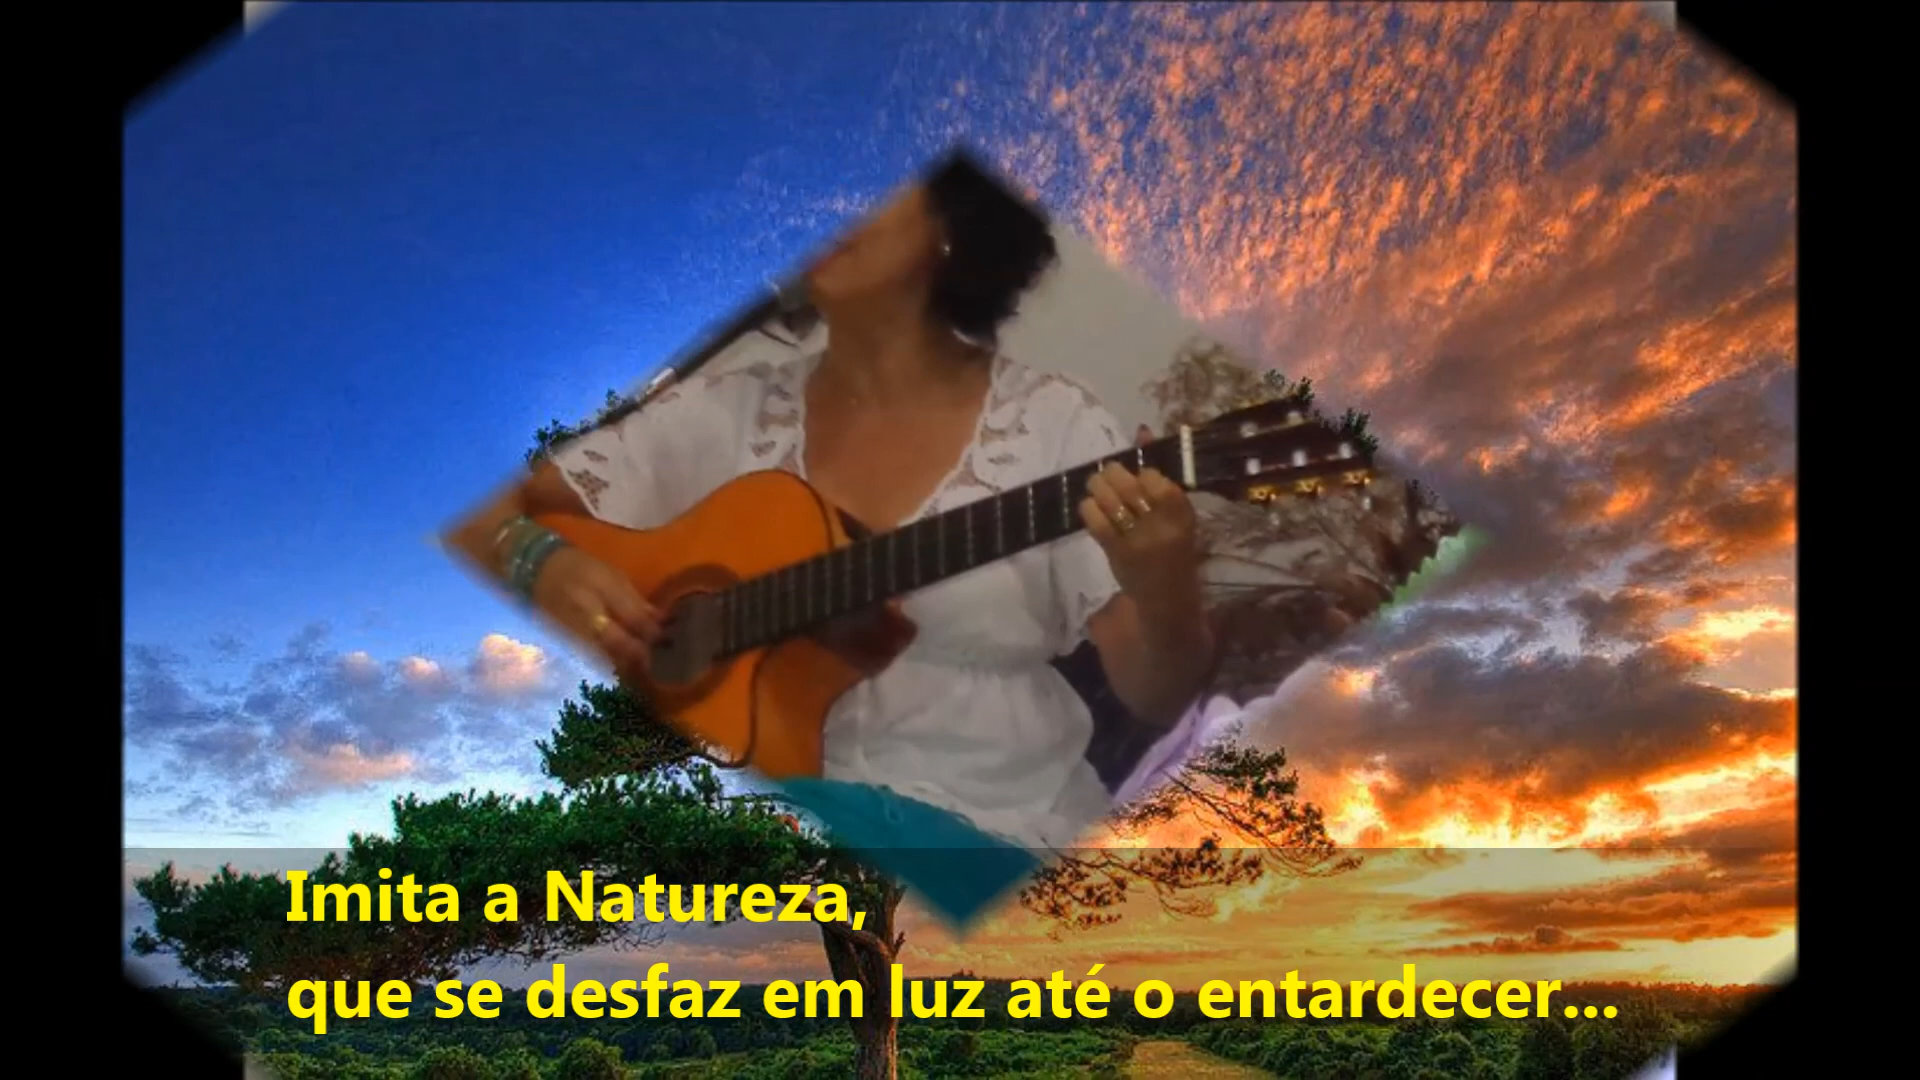 Imita a Natureza,
que se desfaz em luz até o entardecer...